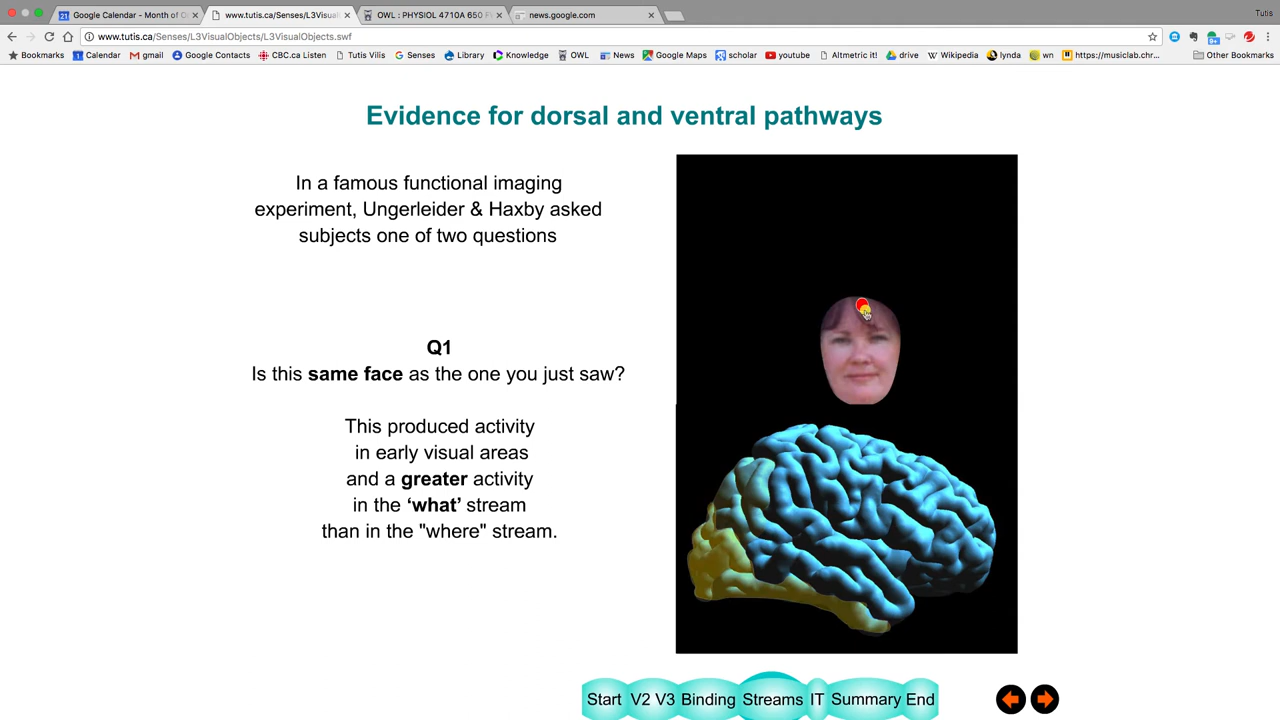 Google Calendar - Month of O
www.tutis.ca/Senses/L3Visual
OWL : PHYSIOL 4710A 650 F
news.google.com
Tutis
www.tutis.ca/Senses/L3VisualObjects/L3VisualObjects.swf
Bookmarks Calendar gmail Google Contacts CBC.ca Listen Tutis Vilis Senses Library Knowledge OWL News Google Maps scholar youtube Altmetric it! drive Wikipedia lynda wn https://musiclab.chr... Other Bookmarks
Evidence for dorsal and ventral pathways
In a famous functional imaging
experiment, Ungerleider & Haxby asked
subjects one of two questions
Q1
Is this same face as the one you just saw?
This produced activity
in early visual areas
and a greater activity
in the ‘what’ stream
than in the "where" stream.
Start V2 V3 Binding Streams IT Summary End